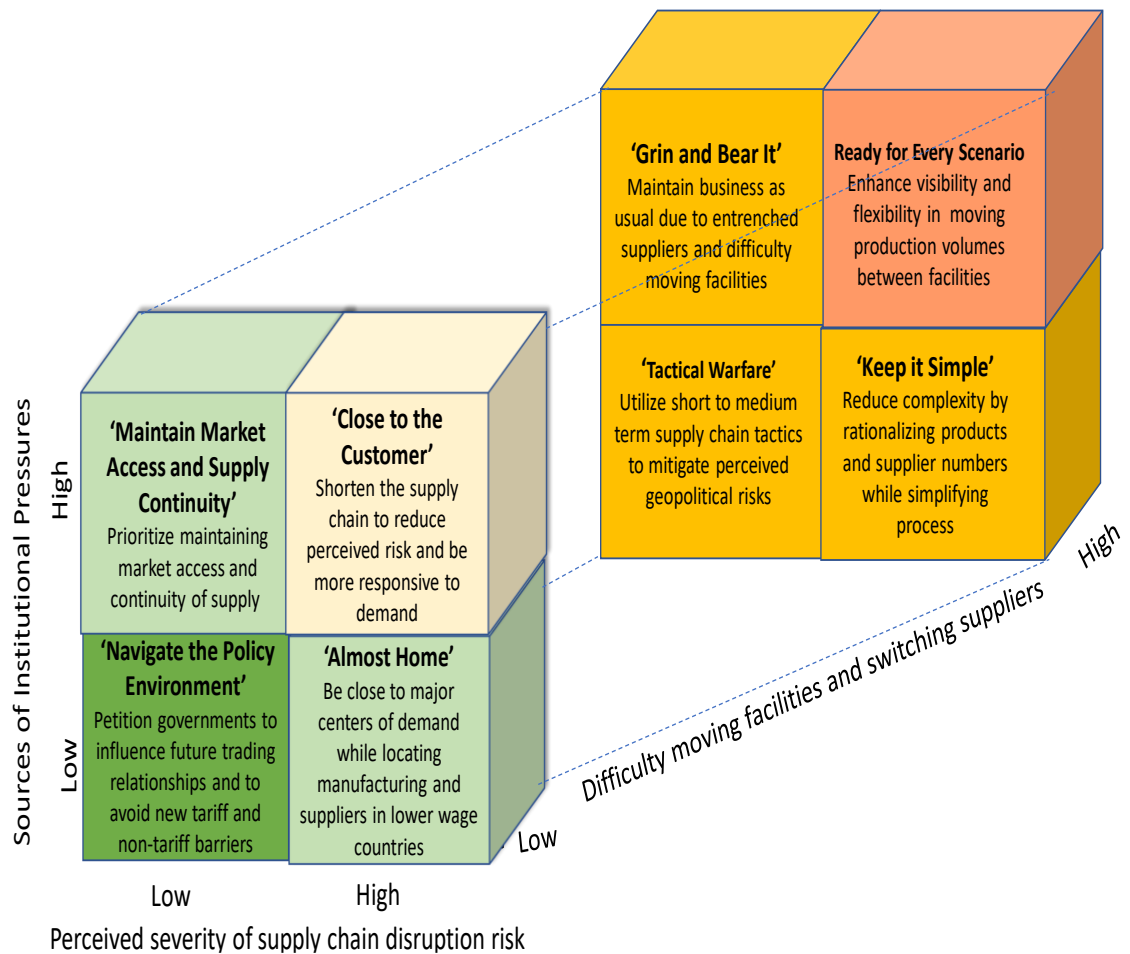 ‘Grin and Bear It’
Maintain business as
usual due to entrenched
suppliers and difficulty
moving facilities
Ready for Every Scenario
Enhance visibility and
flexibility in moving
production volumes
between facilities
‘Tactical Warfare’
Utilize short to medium
term supply chain tactics
to mitigate perceived
geopolitical risks
‘Keep it Simple’
Reduce complexity by
rationalizing products
and supplier numbers
while simplifying
process
‘Maintain Market
Access and Supply
Continuity’
Prioritize maintaining
market access and
continuity of supply
‘Close to the
Customer’
Shorten the supply
chain to reduce
perceived risk and be
more responsive to
demand
‘Navigate the Policy
Environment’
Petition governments to
influence future trading
relationships and to
avoid new tariff and
non-tariff barriers
‘Almost Home’
Be close to major
centers of demand
while locating
manufacturing and
suppliers in lower wage
countries
Sources of Institutional Pressures
High
Low
Low
High
Perceived severity of supply chain disruption risk
Low
Difficulty moving facilities and switching suppliers
High